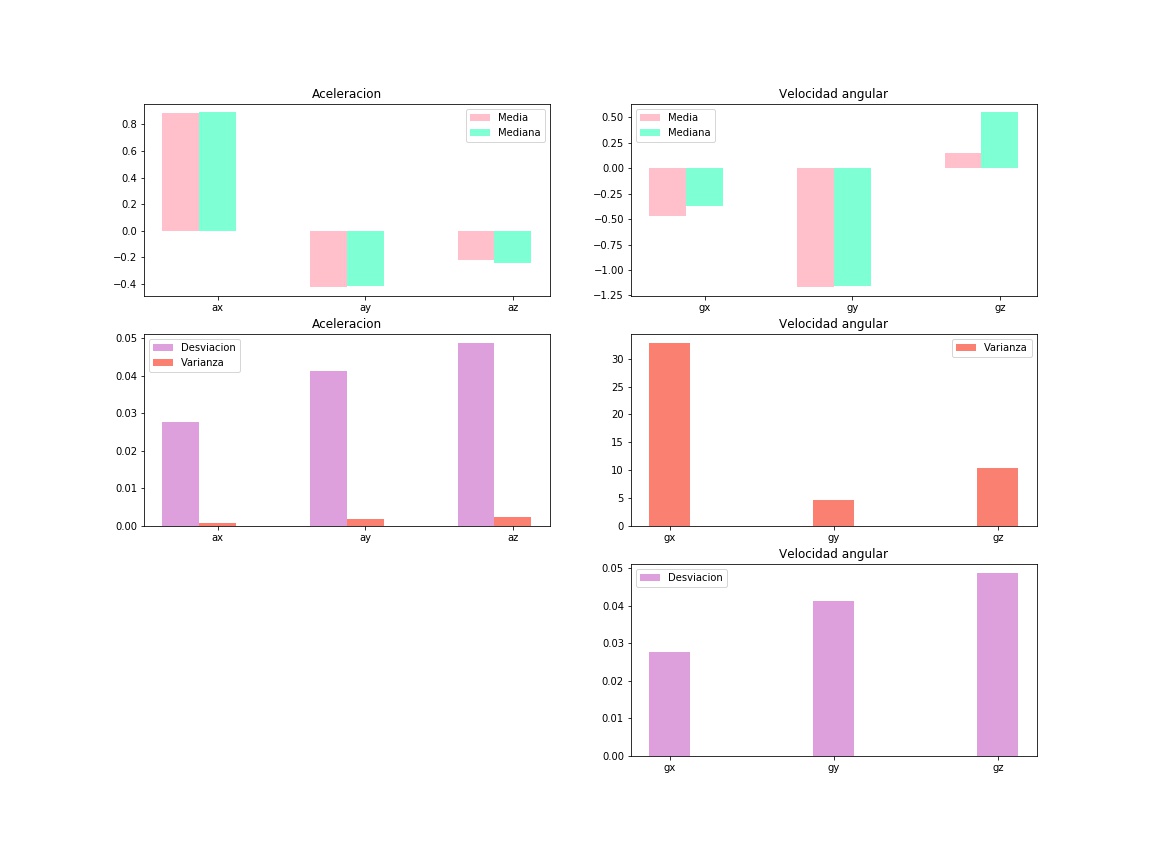 Aceleracion
Media
Mediana
0.8
0.6
0.4
0.2
0.0
−0.2
−0.4
ax ay az
Velocidad angular
Media
Mediana
0.50
0.25
0.00
−0.25
−0.50
−0.75
−1.00
−1.25
gx gy gz
Aceleracion
Desviacion
Varianza
0.05
0.04
0.03
0.02
0.01
0.00
ax ay az
Velocidad angular
Varianza
30
25
20
15
10
5
0
gx gy gz
Velocidad angular
Desviacion
0.05
0.04
0.03
0.02
0.01
0.00
gx gy gz